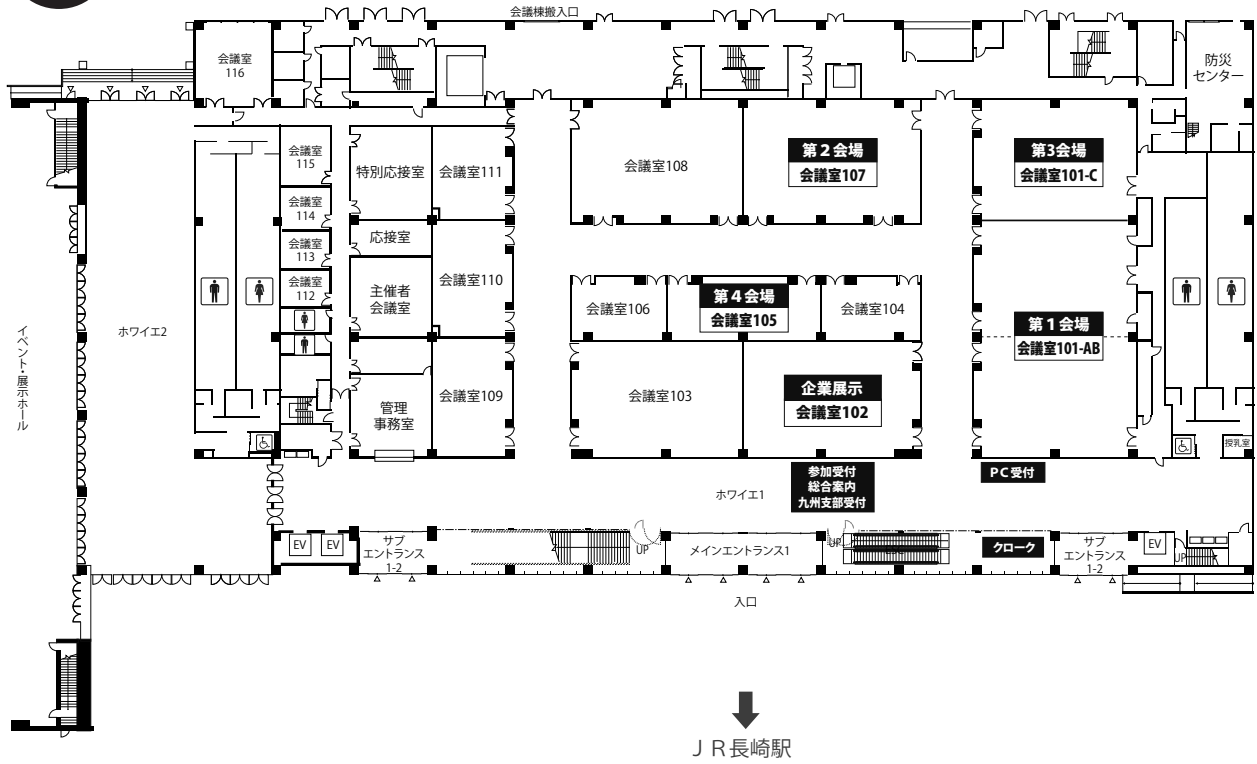 会議棟搬入口
会議室
116
防災
センター
会議室
115
特別応接室
会議室111
会議室108
第２会場
会議室107
第3会場
会議室101-C
会議室
114
応接室
会議室
113
会議室
112
主催者
会議室
会議室110
会議室106
第４会場
会議室105
会議室104
第１会場
会議室101-AB
イベント・展示ホール
ホワイエ2
管理
事務室
会議室109
会議室103
企業展示
会議室102
授乳室
ホワイエ1
参加受付
総合案内
九州支部受付
PC受付
EV
EV
サブ
エントランス
1-2
UP
メインエントランス1
UP
ESC
クローク
サブ
エントランス
1-2
EV
UP
入口
ＪＲ長崎駅